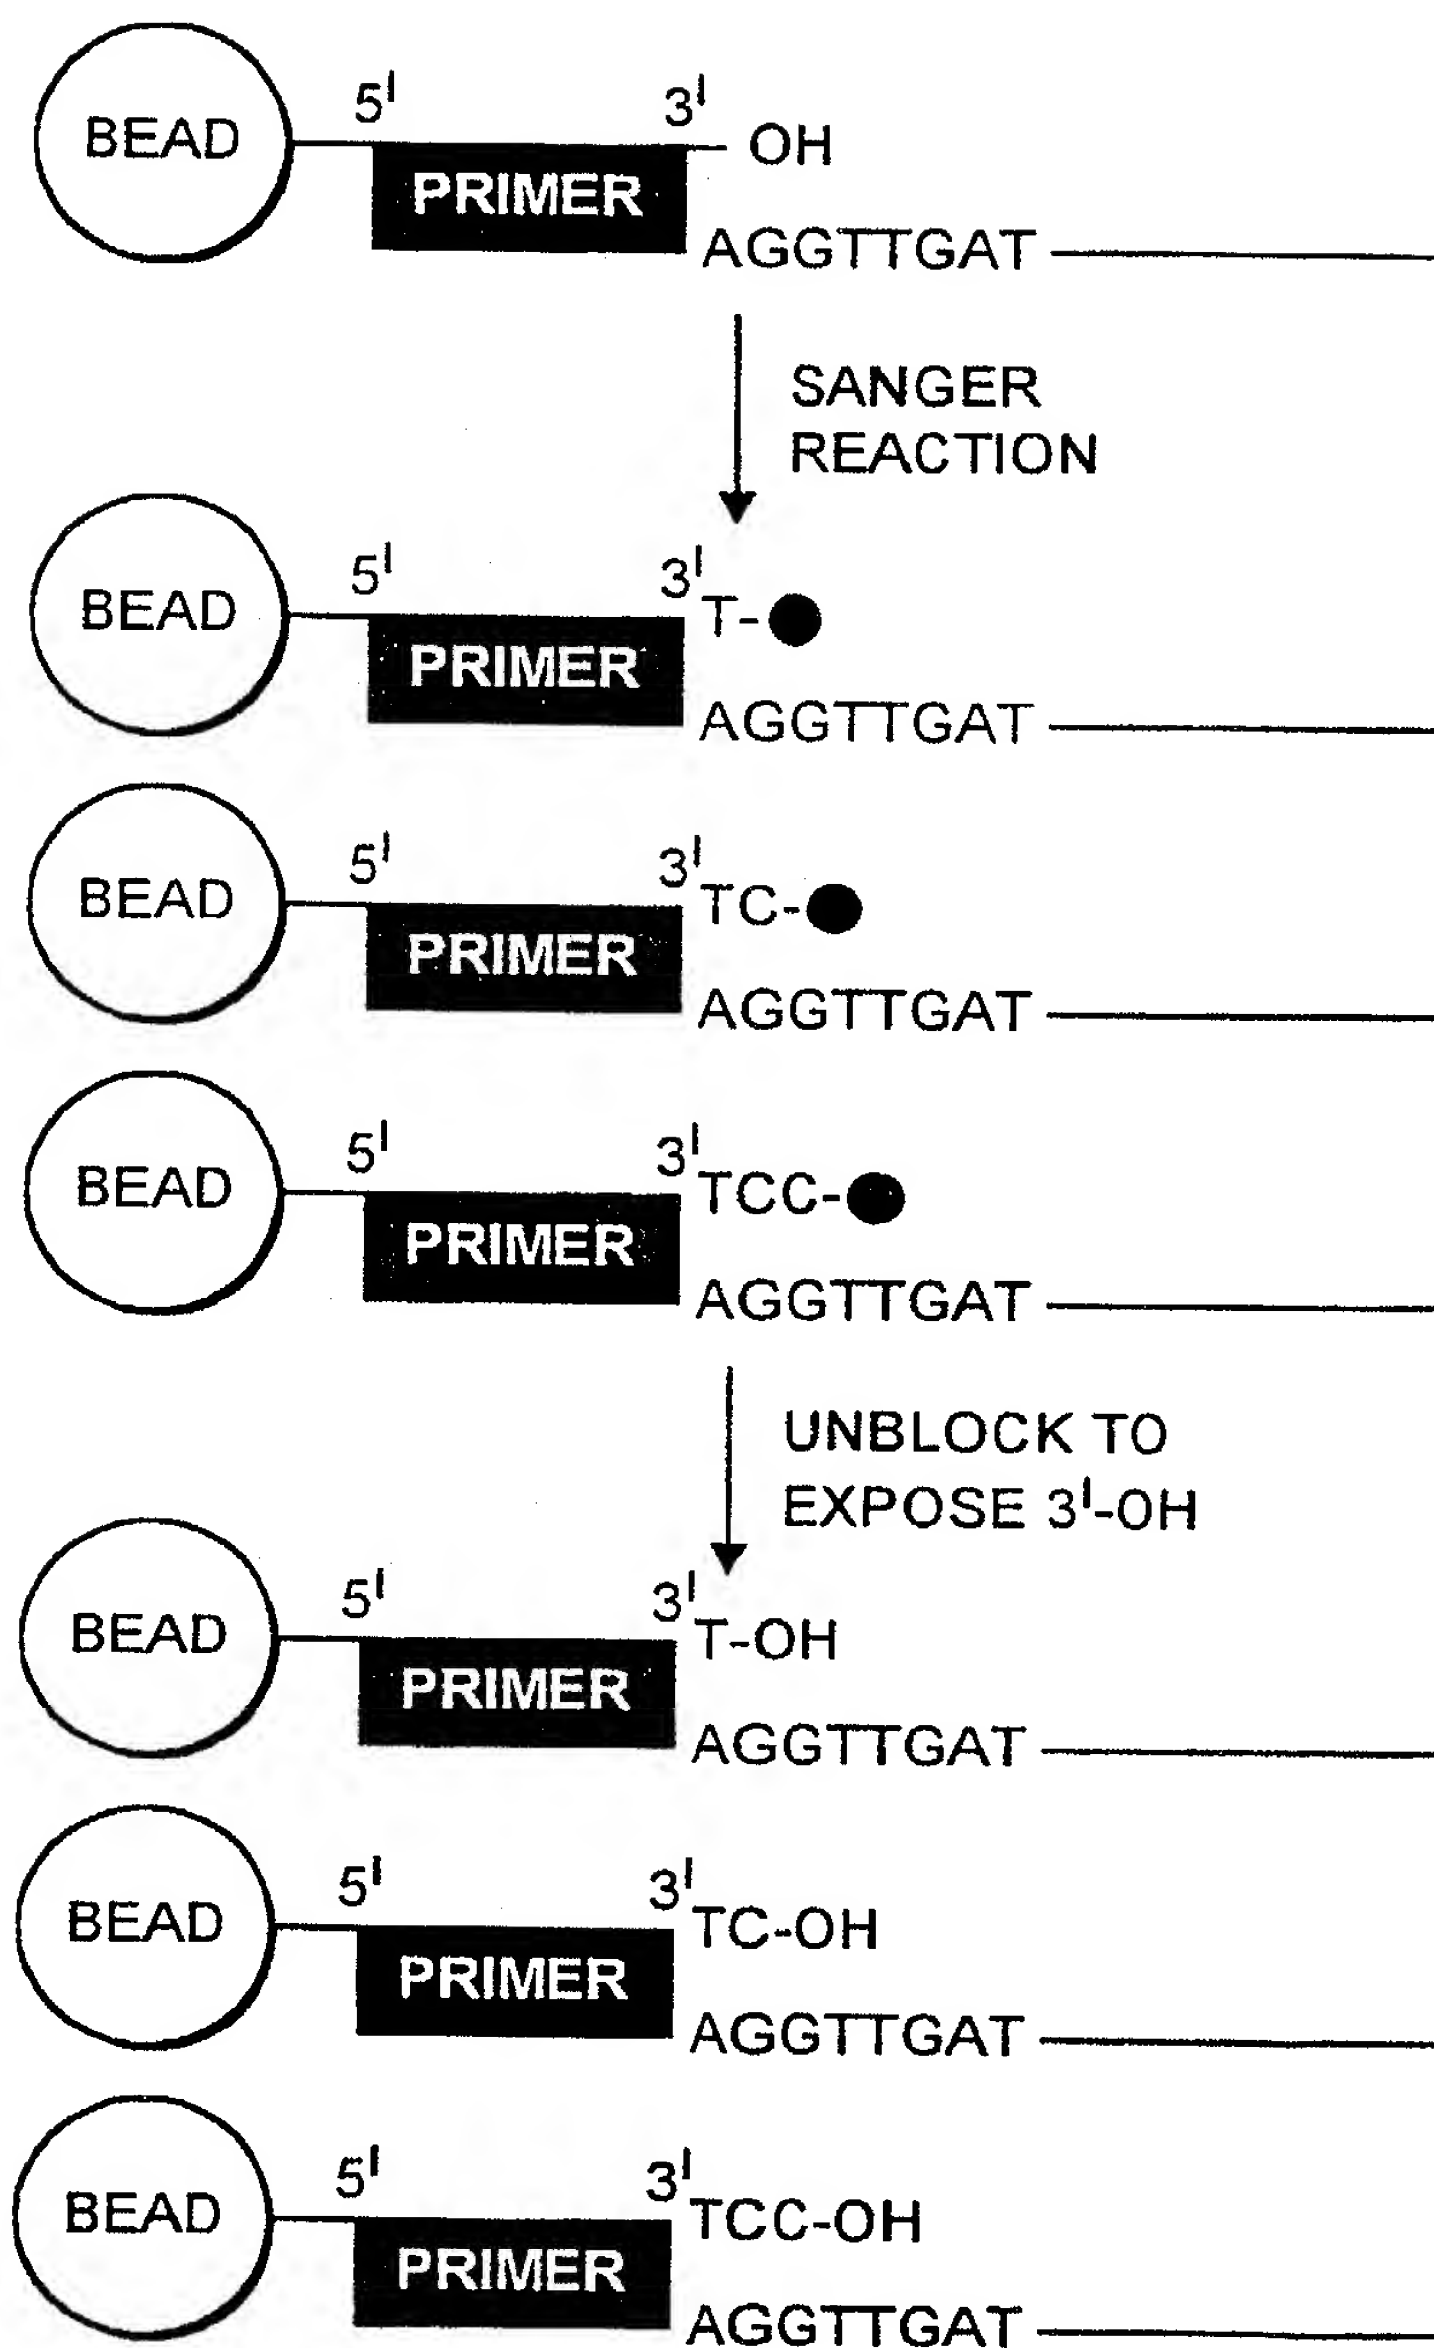 5' 3'
BEAD OH
PRIMER
AGGTTGAT
SANGER
REACTION
5' 3'
BEAD T-
PRIMER
AGGTTGAT
5' 3'
BEAD TC-
PRIMER
AGGTTGAT
5' 3'
BEAD TCC-
PRIMER
AGGTTGAT
UNBLOCK TO
EXPOSE 3'-OH
5' 3'
BEAD T-OH
PRIMER
AGGTTGAT
5' 3'
BEAD TC-OH
PRIMER
AGGTTGAT
5' 3'
BEAD TCC-OH
PRIMER
AGGTTGAT